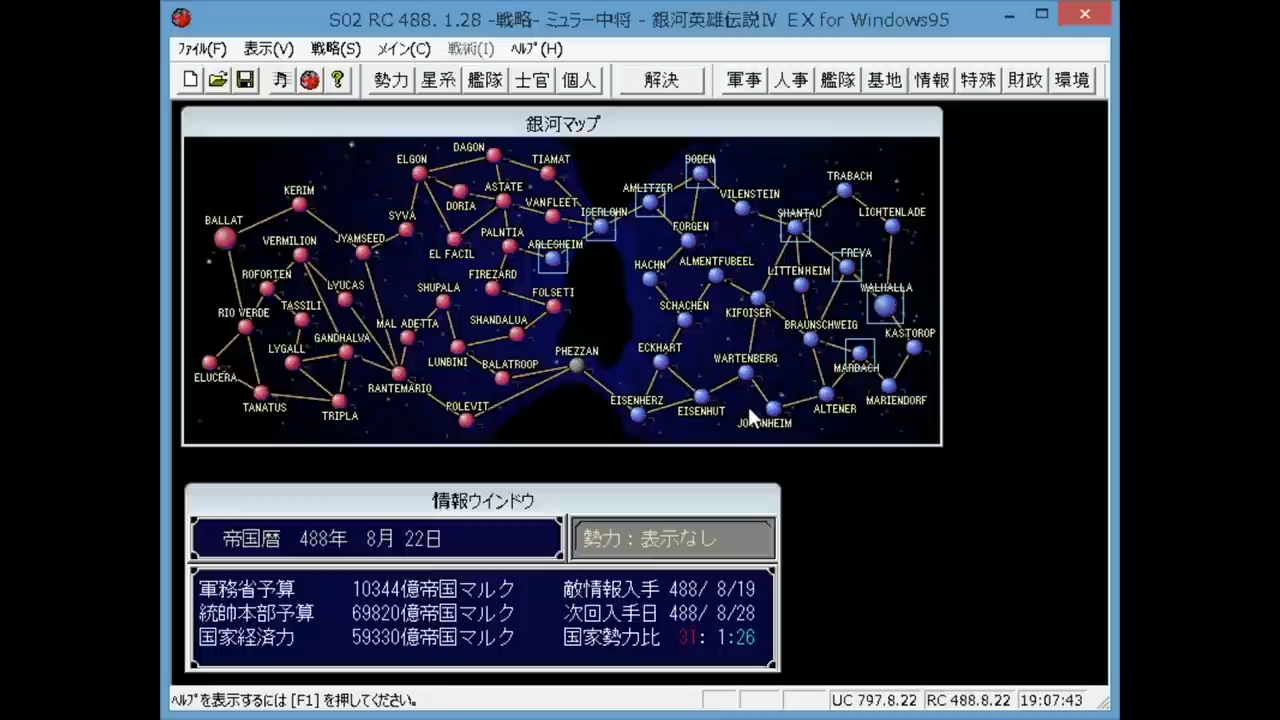 S02 RC 488. 1.28 -戦略- ミュラー中将 - 銀河英雄伝説Ⅳ EX for Windows95
ﾌｧｲﾙ(F) 表示(V) 戦略(S) メイン(C) 戦術(I) ﾍﾙﾌﾟ(H)
勢力 星系 艦隊 士官 個人 解決 軍事 人事 艦隊 基地 情報 特殊 財政 環境
銀河マップ
DAGON
ELGON
TIAMAT
BODEN
TRABACH
KERIM
ASTATE
AMLITZER
VILENSTEIN
DORIA
VANFLEET
ISERLOHN
SHANTAU
LICHTENLADE
BALLAT
SYVA
PALNTIA
FORGEN
VERMILION
JYAMSEED
EL FACIL
ARLESHEIM
FREYA
HACHN
ALMENTFUBEEL
LITTENHEIM
ROFORTEN
LYUCAS
SHUPALA
FIREZARD
FOLSETI
WALHALLA
TASSILI
SCHACHEN
KIFOISER
RIO VERDE
MAL ADETTA
SHANDALUA
BRAUNSCHWEIG
KASTOROP
LYGALL
GANDHALVA
LUNBINI
BALATROOP
PHEZZAN
ECKHART
WARTENBERG
MARBACH
ELUCERA
RANTEMARIO
TANATUS
TRIPLA
POLEVIT
EISENHERZ
EISENHUT
ALTENER
MARIENDORF
情報ウインドウ
帝国暦 488年 8月 22日 勢力：表示なし
軍務省予算 10344億帝国マルク 敵情報入手 488/ 8/19
統帥本部予算 69820億帝国マルク 次回入手日 488/ 8/28
国家経済力 59330億帝国マルク 国家勢力比 31: 1:26
ﾍﾙﾌﾟを表示するには [F1] を押してください。 UC 797.8.22 RC 488.8.22 19:07:43